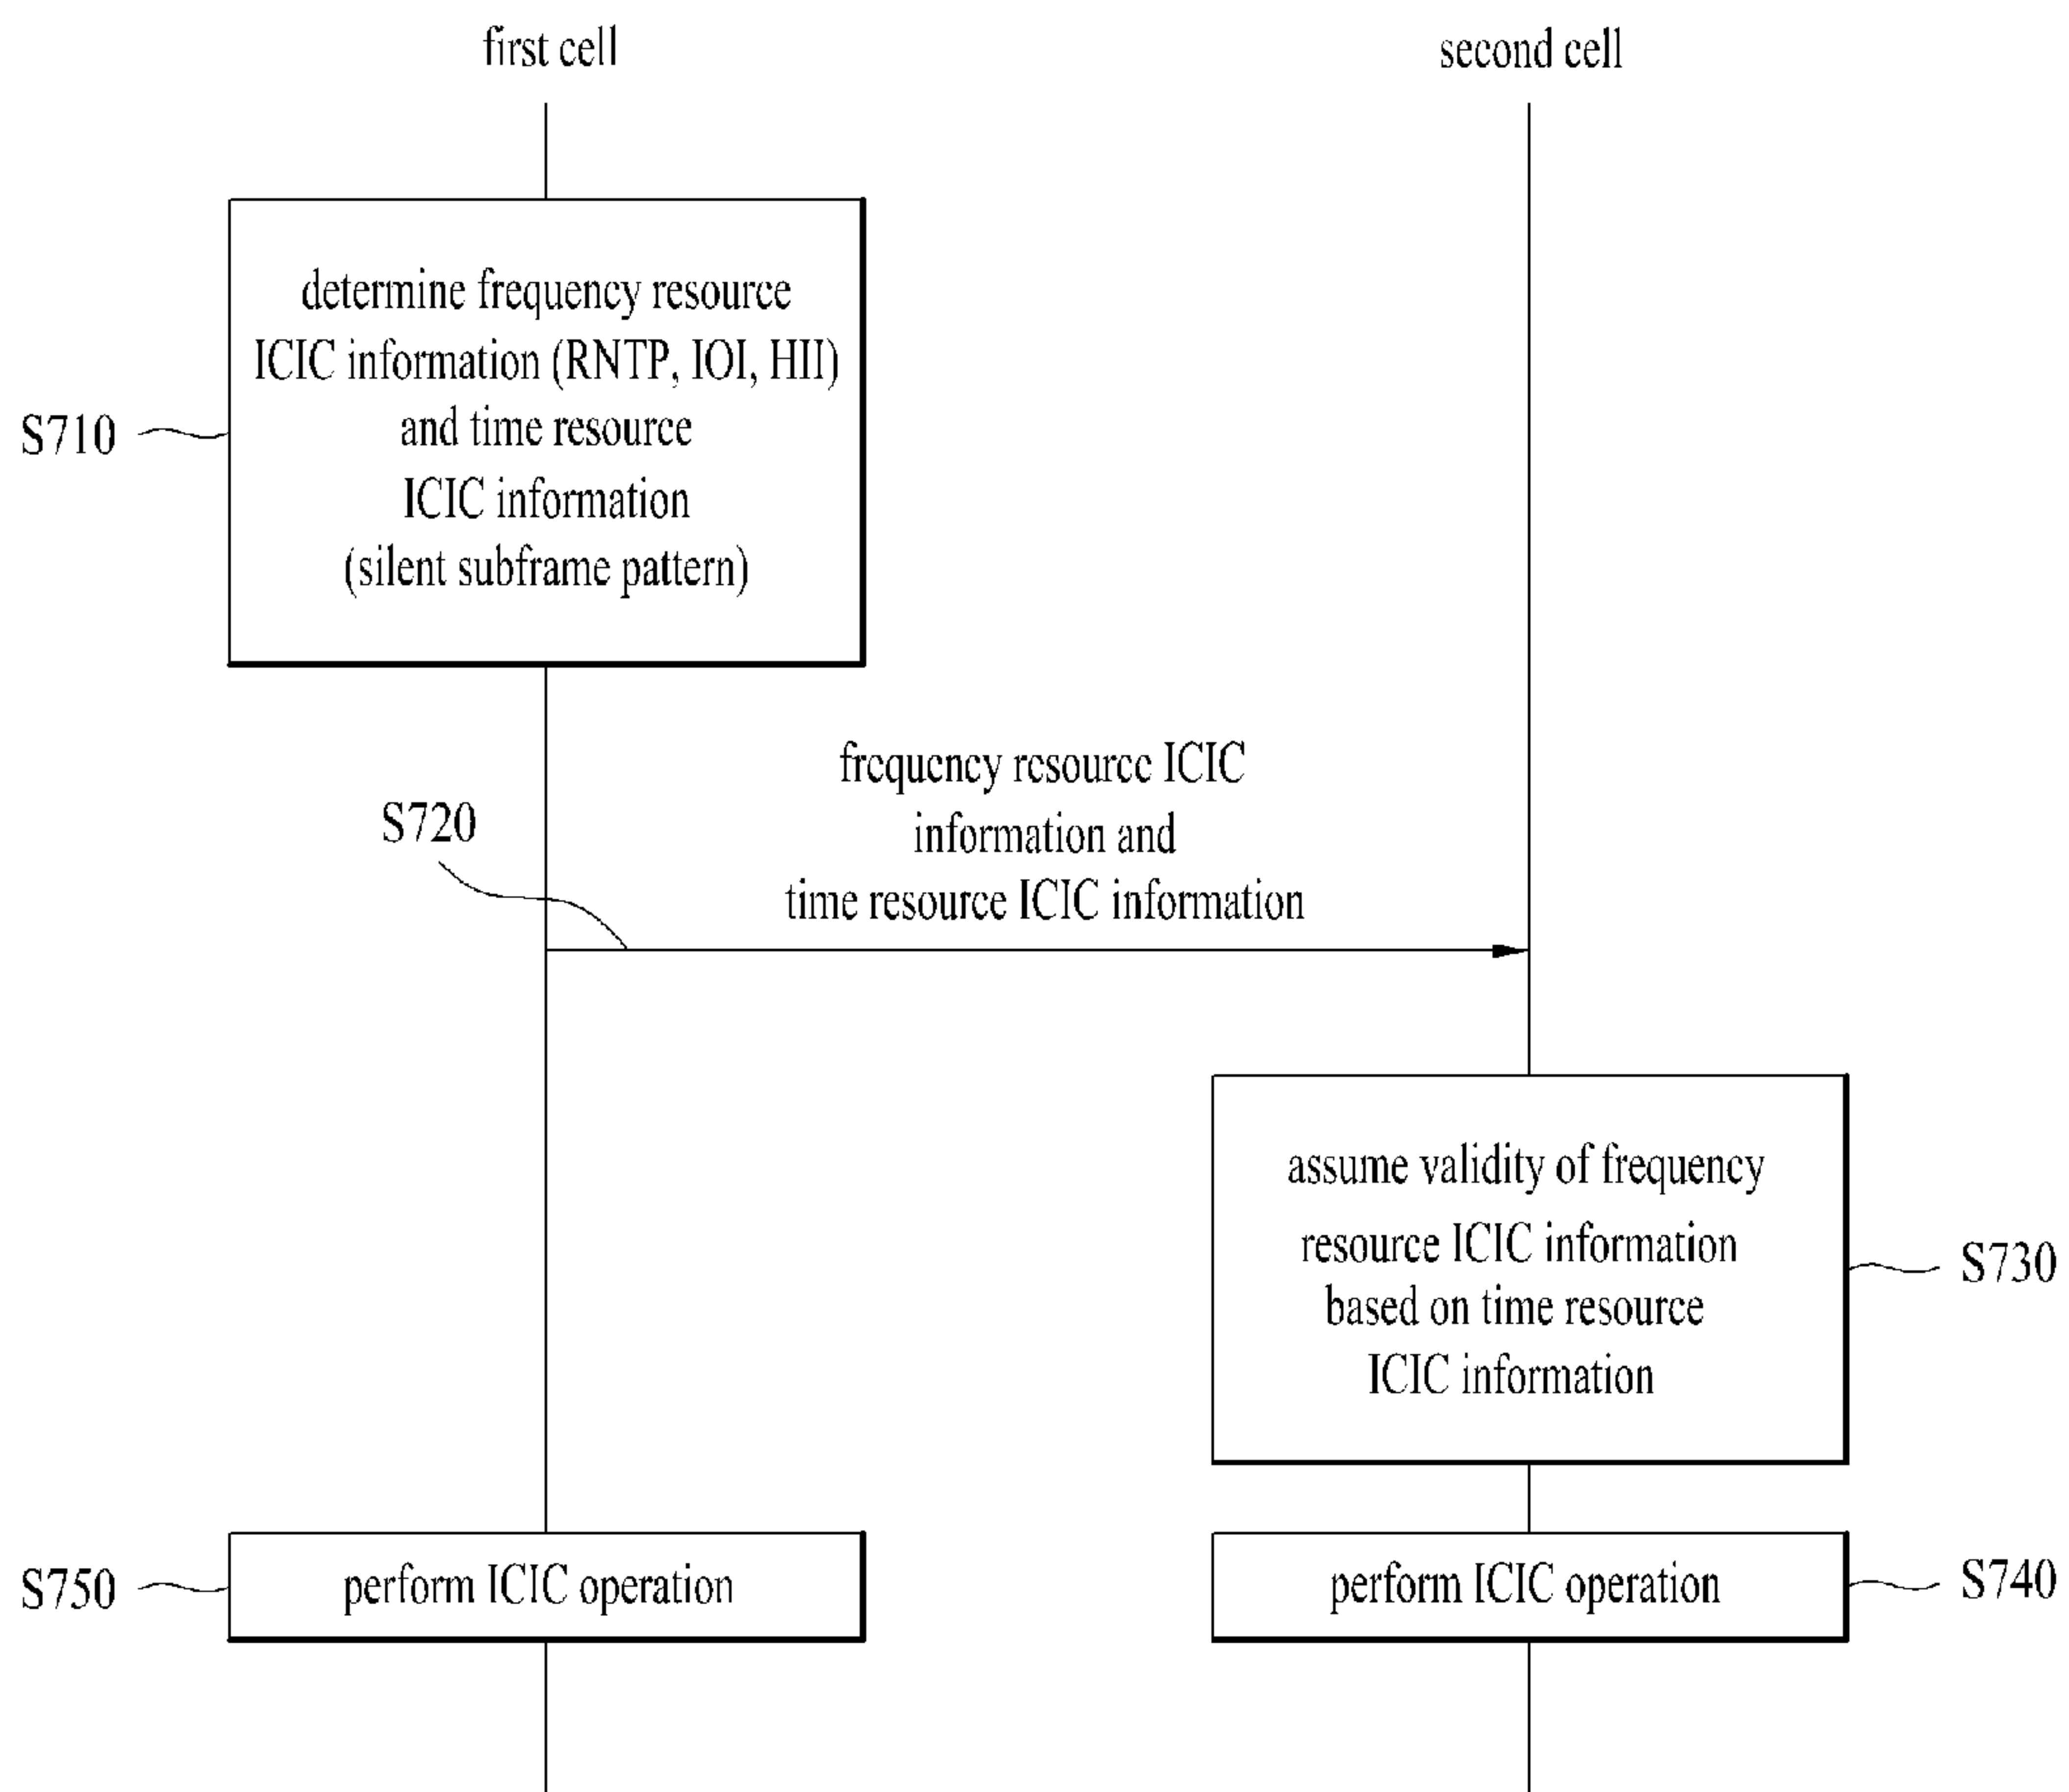 first cell
second cell
determine frequency resource
ICIC information (RNTP, IOI, HII)
and time resource
ICIC information
(silent subframe pattern)
S710
frequency resource ICIC
information and
time resource ICIC information
S720
assume validity of frequency
resource ICIC information
based on time resource
ICIC information
S730
S750
perform ICIC operation
perform ICIC operation
S740